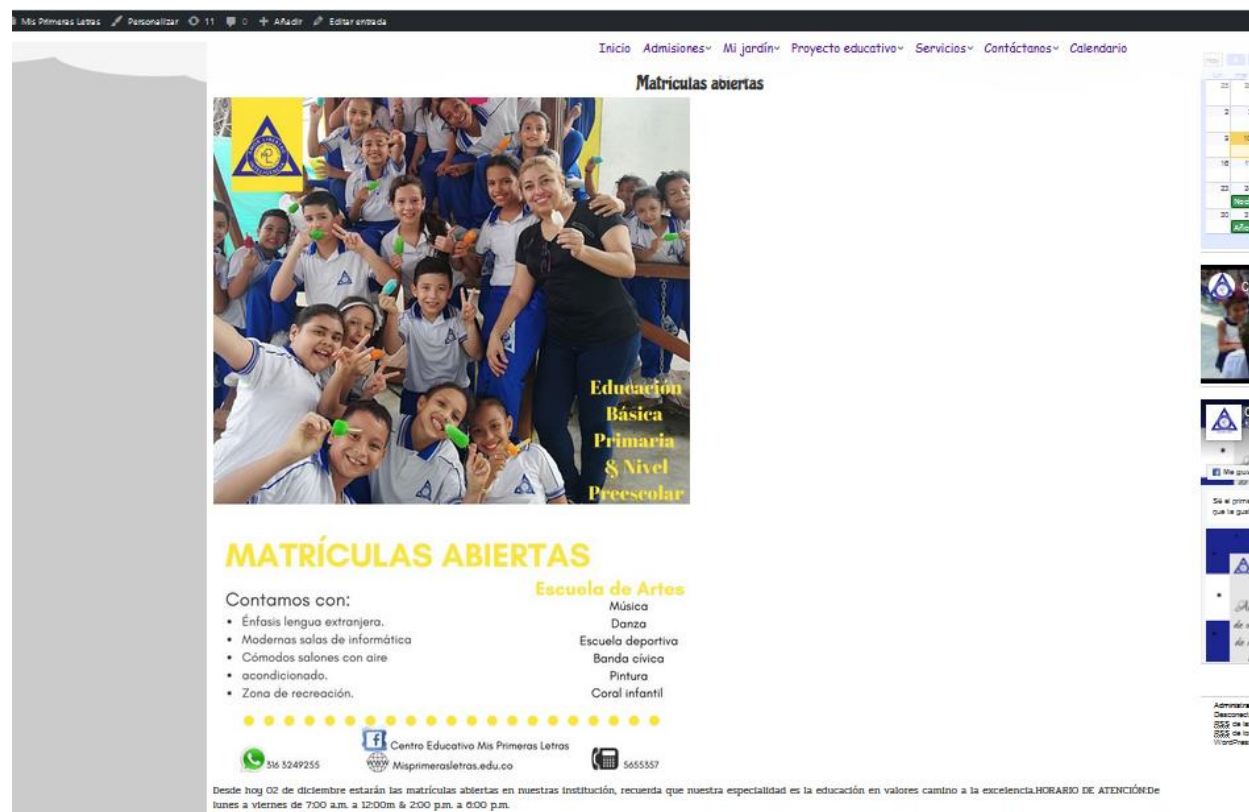 Mis Primeras Letras Personalizar 11 0 + Añadir Editar entrada
Inicio Admisiones Mi jardín Proyecto educativo Servicios Contáctanos Calendario
Matrículas abiertas
Educación
Básica
Primaria
& Nivel
Preescolar
MATRÍCULAS ABIERTAS
Contamos con:
• Énfasis lengua extranjera.
• Modernas salas de informática
• Cómodos salones con aire
• acondicionado.
• Zona de recreación.
Escuela de Artes
Música
Danza
Escuela deportiva
Banda cívica
Pintura
Coral infantil
316 3249255
Centro Educativo Mis Primeras Letras
www Misprimerasletras.edu.co
5655357
Desde hoy 02 de diciembre estarán las matrículas abiertas en nuestras institución, recuerda que nuestra especialidad es la educación en valores camino a la excelencia.HORARIO DE ATENCIÓN:De
lunes a viernes de 7:00 a.m. a 12:00m & 2:00 p.m. a 6:00 p.m.